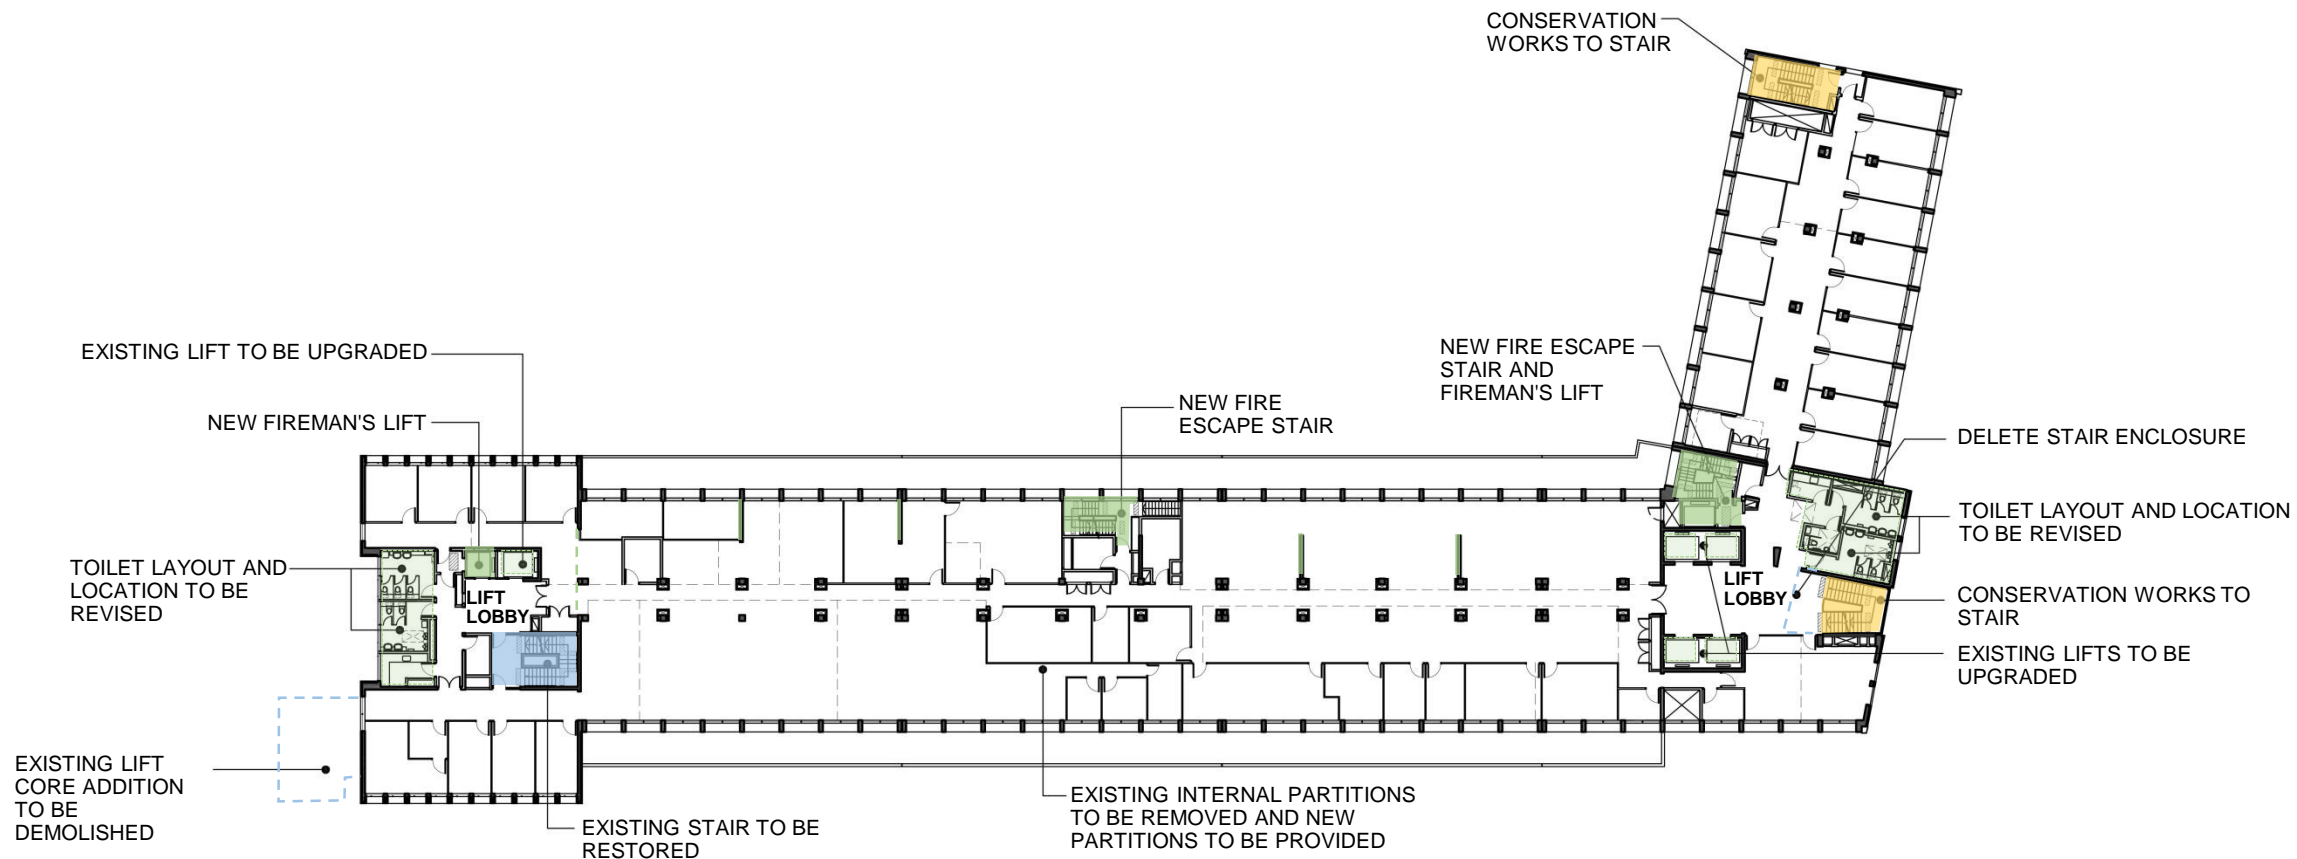 CONSERVATION
WORKS TO STAIR
EXISTING LIFT TO BE UPGRADED
NEW FIREMAN'S LIFT
NEW FIRE
ESCAPE STAIR
NEW FIRE ESCAPE
STAIR AND
FIREMAN'S LIFT
DELETE STAIR ENCLOSURE
TOILET LAYOUT AND LOCATION
TO BE REVISED
TOILET LAYOUT AND
LOCATION TO BE
REVISED
LIFT
LOBBY
LIFT
LOBBY
CONSERVATION WORKS TO
STAIR
EXISTING LIFTS TO BE
UPGRADED
EXISTING LIFT
CORE ADDITION
TO BE
DEMOLISHED
EXISTING STAIR TO BE
RESTORED
EXISTING INTERNAL PARTITIONS
TO BE REMOVED AND NEW
PARTITIONS TO BE PROVIDED